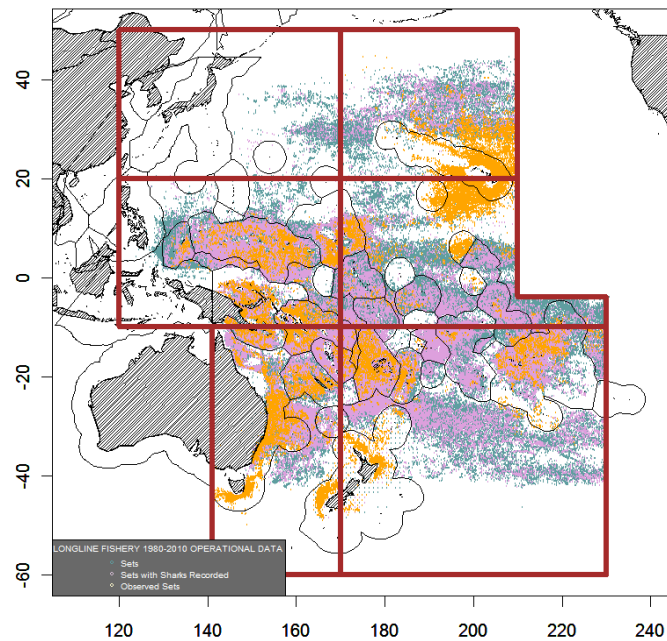 40
20
0
-20
-40
-60
LONGLINE FISHERY 1980-2010 OPERATIONAL DATA
Sets
Sets with Sharks Recorded
Observed Sets
120 140 160 180 200 220 240